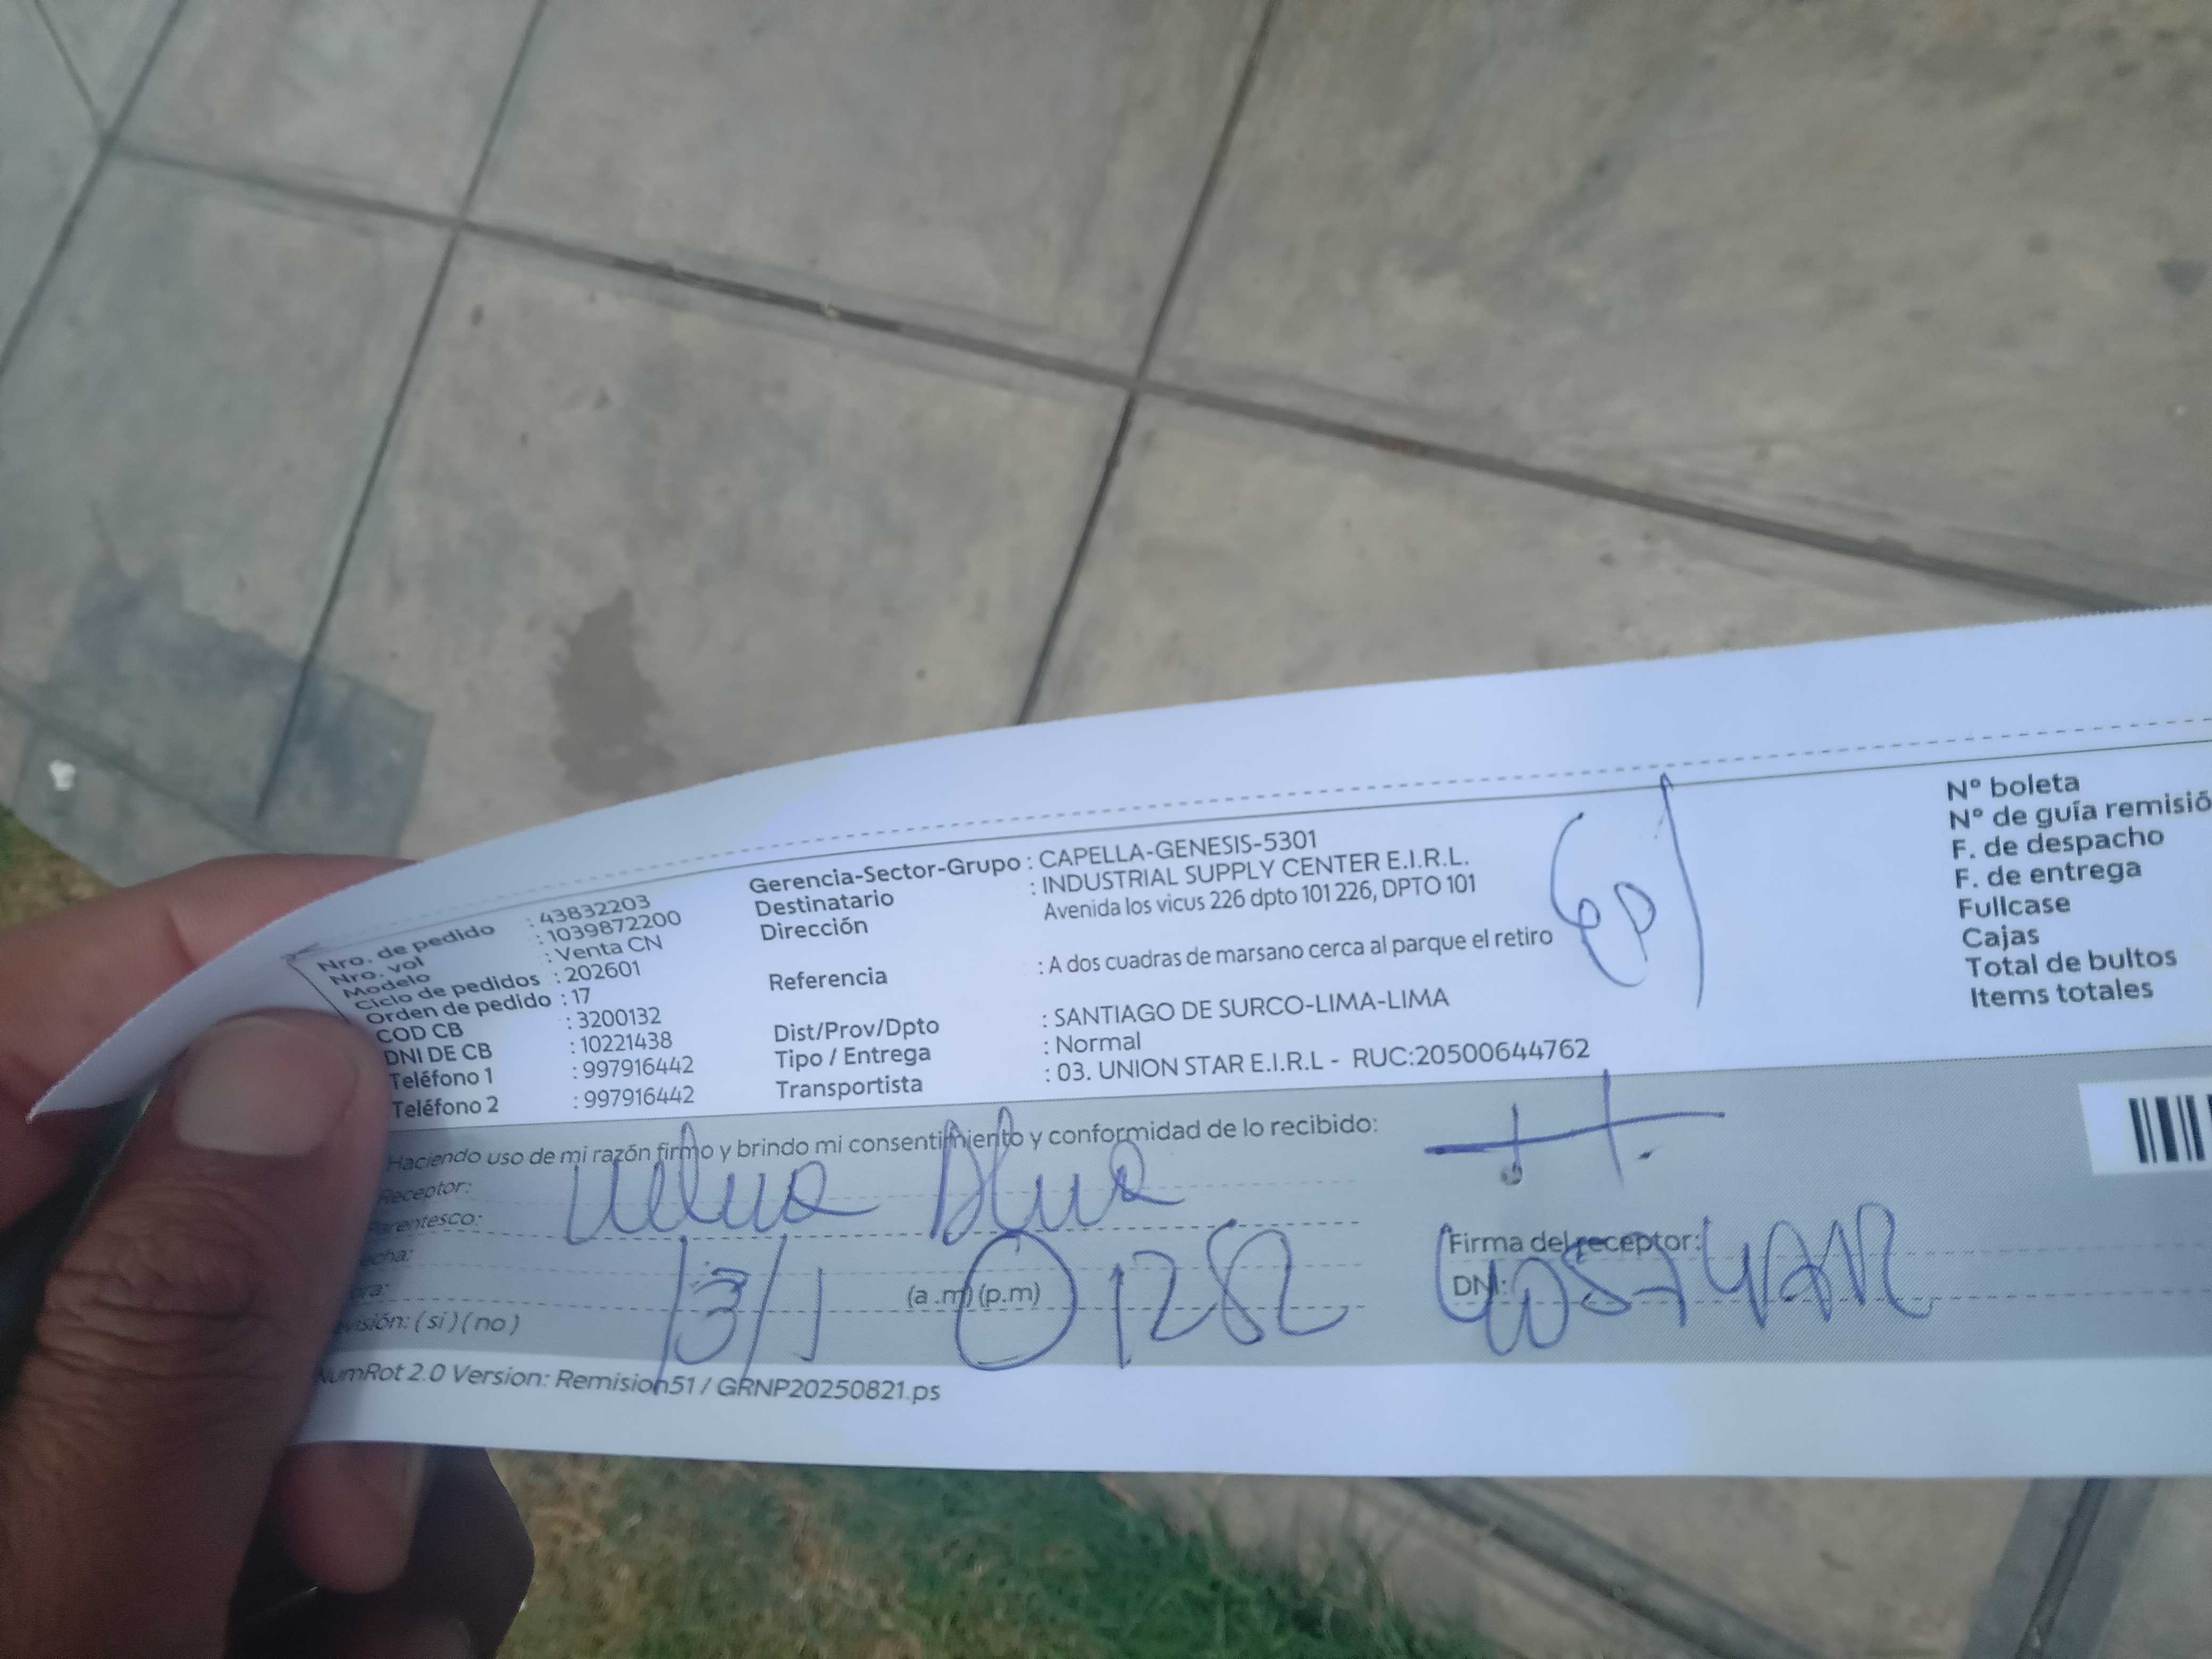 Nro. de pedido : 43832203
Nro. vol : 1039872200
Modelo : Venta CN
Ciclo de pedidos : 202601
Orden de pedido : 17
COD CB : 3200132
DNI DE CB : 10221438
Teléfono 1 : 997916442
Teléfono 2 : 997916442
Gerencia-Sector-Grupo : CAPELLA-GENESIS-5301
Destinatario : INDUSTRIAL SUPPLY CENTER E.I.R.L.
Dirección Avenida los vicus 226 dpto 101 226, DPTO 101
Referencia : A dos cuadras de marsano cerca al parque el retiro
Dist/Prov/Dpto : SANTIAGO DE SURCO-LIMA-LIMA
Tipo / Entrega : Normal
Transportista : 03. UNION STAR E.I.R.L - RUC:20500644762
Nº boleta
Nº de guía remisió
F. de despacho
F. de entrega
Fullcase
Cajas
Total de bultos
Items totales
Haciendo uso de mi razón firmo y brindo mi consentimiento y conformidad de lo recibido:
Receptor:
Parentesco:
echa: 13/1
ora: (a .m) (p.m)
visión: ( si ) ( no )
Firma del receptor:
DNI:
NumRot 2.0 Version: Remision51 / GRNP20250821.ps